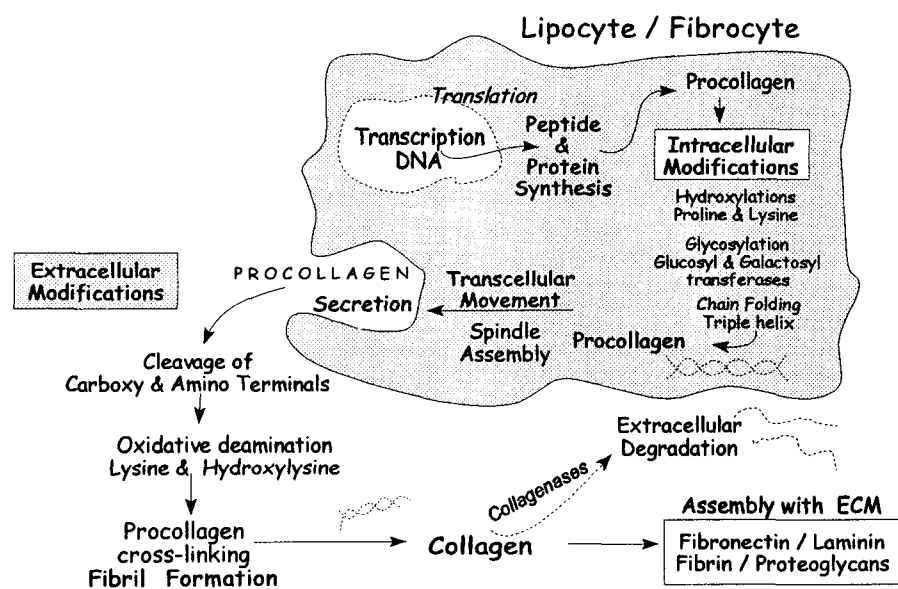 Lipocyte / Fibrocyte
Translation
Transcription
DNA
Peptide
&
Protein
Synthesis
Procollagen
Intracellular
Modifications
Hydroxylations
Proline & Lysine
Glycosylation
Glucosyl & Galactosyl
transferases
Chain Folding
Triple helix
Procollagen
Transcellular
Movement
Spindle
Assembly
PROCOLLAGEN
Secretion
Extracellular
Modifications
Cleavage of
Carboxy & Amino Terminals
Oxidative deamination
Lysine & Hydroxylysine
Procollagen
cross-linking
Fibril Formation
Collagen
Collagenases
Extracellular
Degradation
Assembly with ECM
Fibronectin / Laminin
Fibrin / Proteoglycans